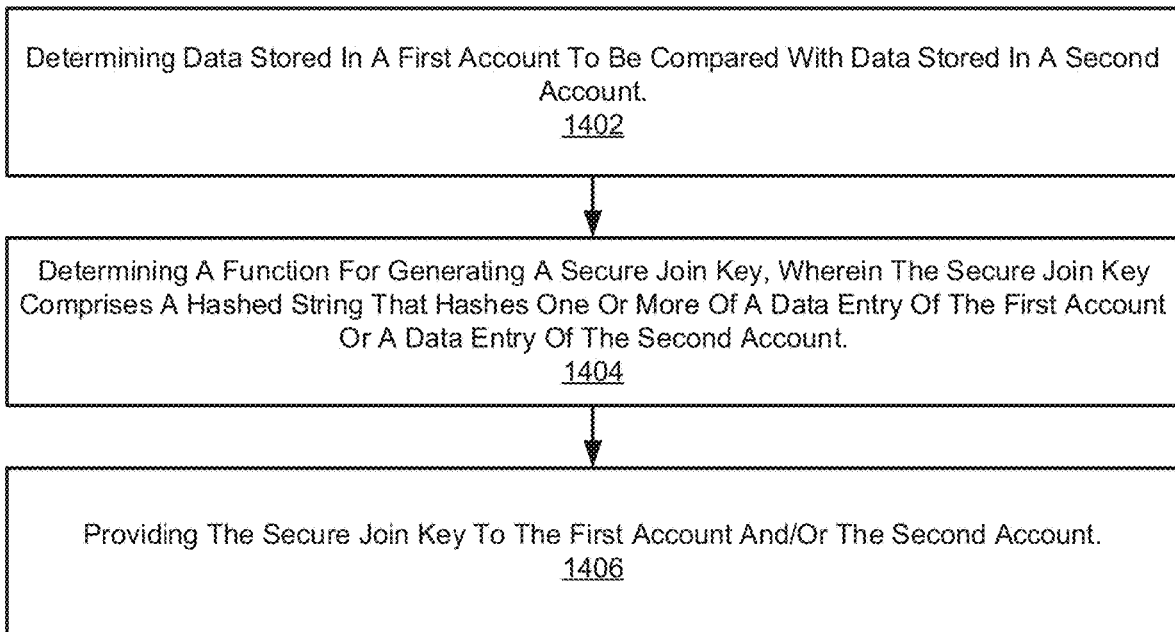 Determining Data Stored In A First Account To Be Compared With Data Stored In A Second
Account.
1402
Determining A Function For Generating A Secure Join Key, Wherein The Secure Join Key
Comprises A Hashed String That Hashes One Or More Of A Data Entry Of The First Account
Or A Data Entry Of The Second Account.
1404
Providing The Secure Join Key To The First Account And/Or The Second Account.
1406